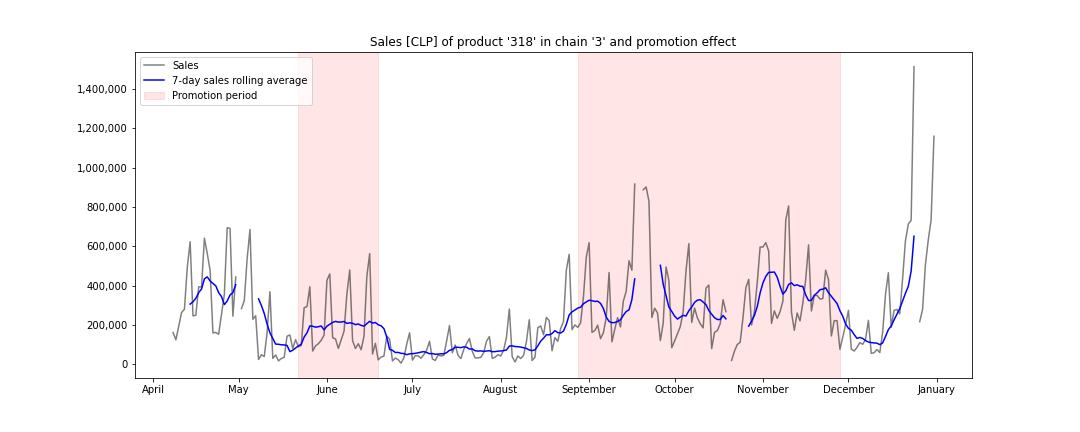 Sales [CLP] of product '318' in chain '3' and promotion effect
Sales
7-day sales rolling average
Promotion period
1,400,000
1,200,000
1,000,000
800,000
600,000
400,000
200,000
0
April May June July August September October November December January